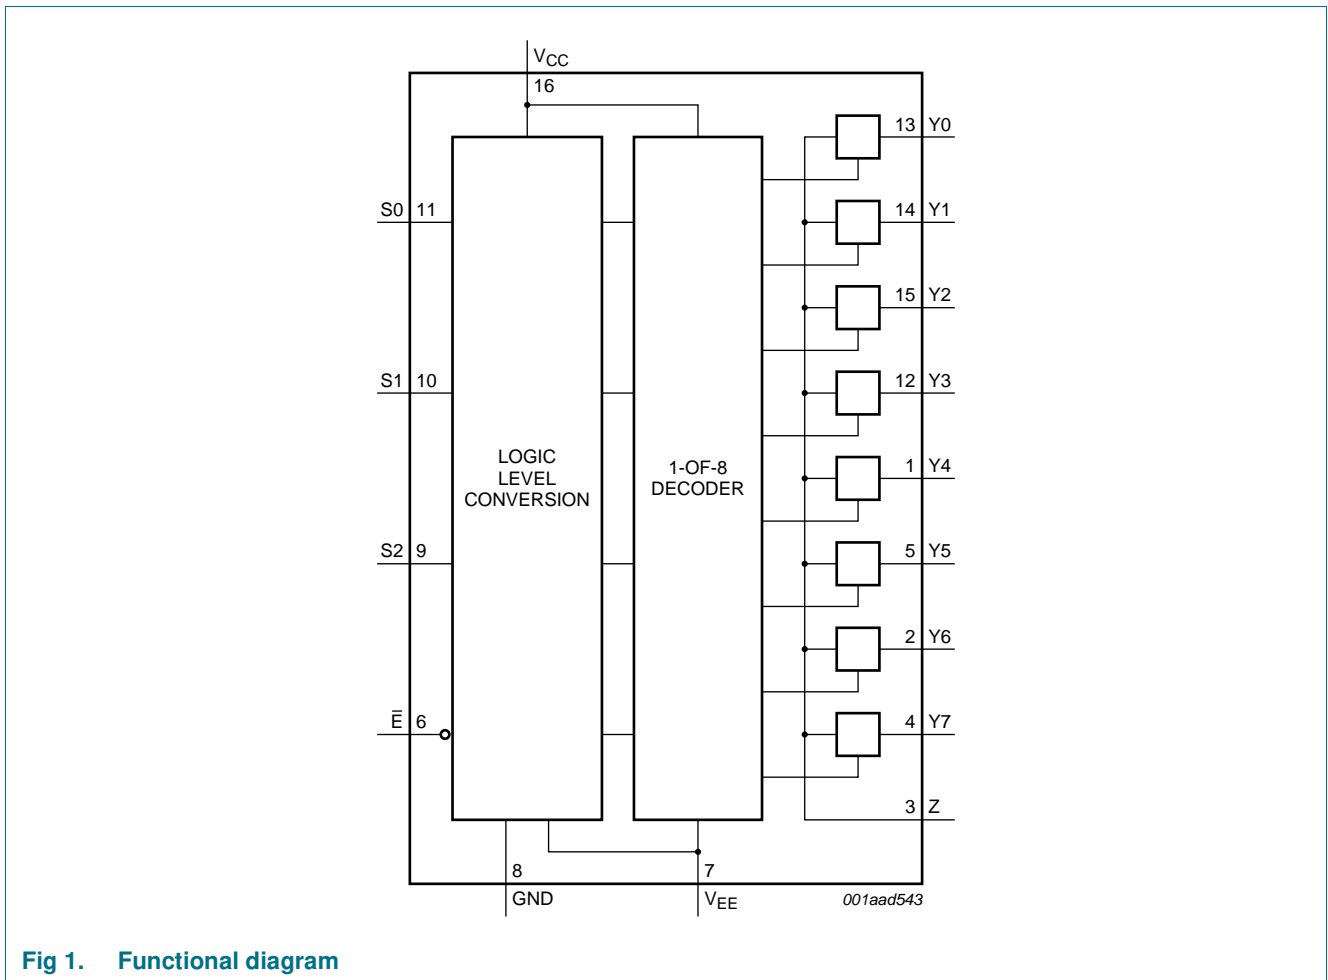 VCC
16
13 Y0
S0 11
14 Y1
15 Y2
S1 10
12 Y3
LOGIC
LEVEL
CONVERSION
1-OF-8
DECODER
1 Y4
S2 9
5 Y5
2 Y6
E̅ 6
4 Y7
3 Z
8
GND
7
VEE
001aad543
Fig 1. Functional diagram